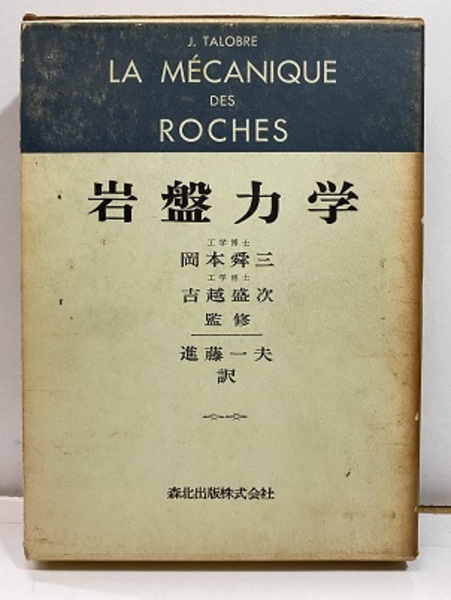 J. TALOBRE
LA MÉCANIQUE
DES
ROCHES
岩盤力学
工学博士
岡本舜三
工学博士
吉越盛次
監修
進藤一夫
訳
森北出版株式会社